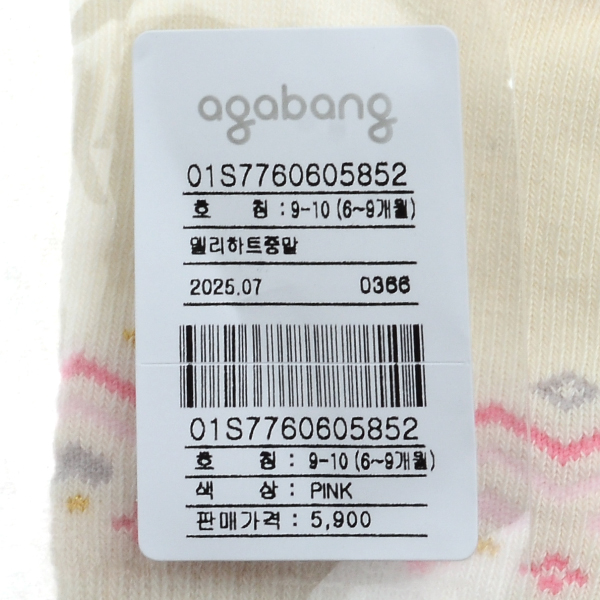 agabang
01S7760605852
호 칭 : 9-10 (6~9개월)
멜리하트중말
2025.07 0366
01S7760605852
호 칭 : 9-10 (6~9개월)
색 상 : PINK
판매가격 : 5,900